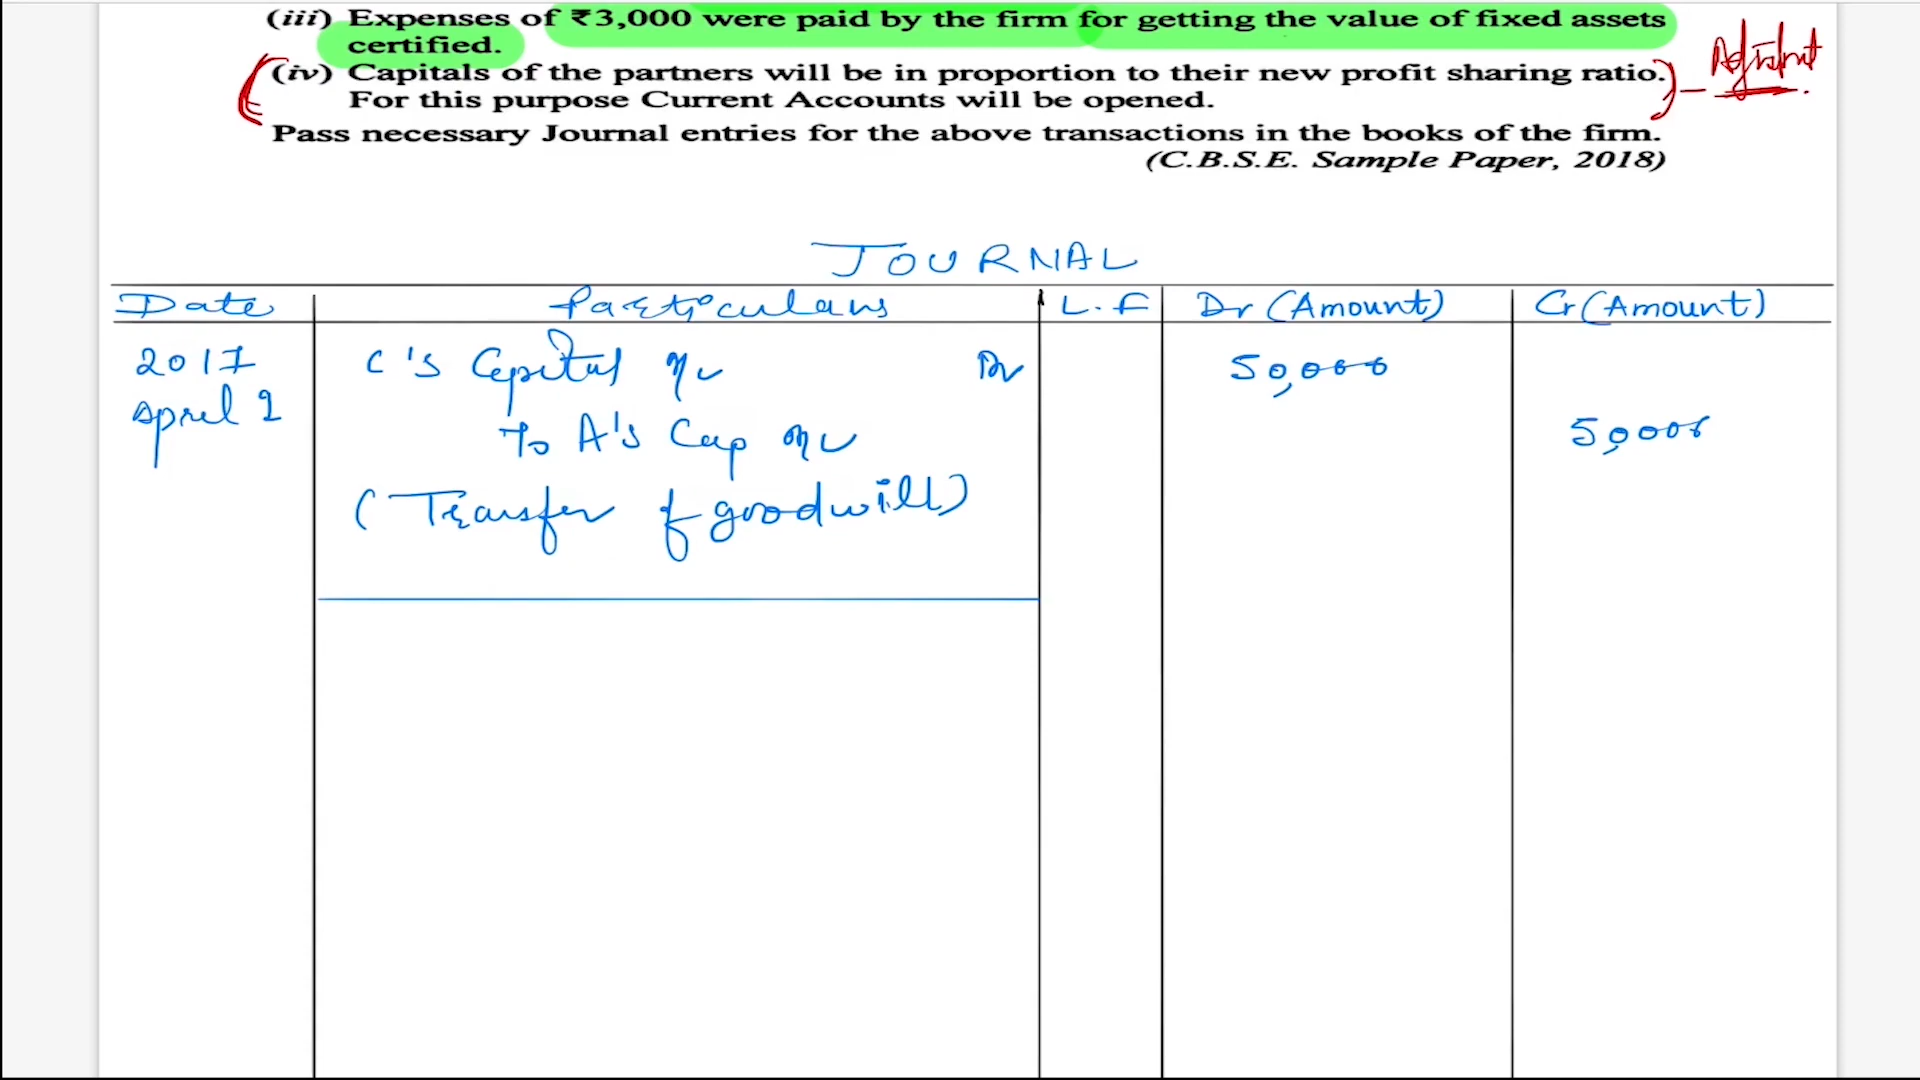 (iii) Expenses of ₹3,000 were paid by the firm for getting the value of fixed assets
certified.
(iv) Capitals of the partners will be in proportion to their new profit sharing ratio.
For this purpose Current Accounts will be opened.
Pass necessary Journal entries for the above transactions in the books of the firm.
(C.B.S.E. Sample Paper, 2018)
JOURNAL
Date Particulars L.F Dr (Amount) Cr (Amount)
2017 C's Capital A/c Dr 50,000
April 1
To A's Cap A/c 50,000
(Transfer of goodwill)